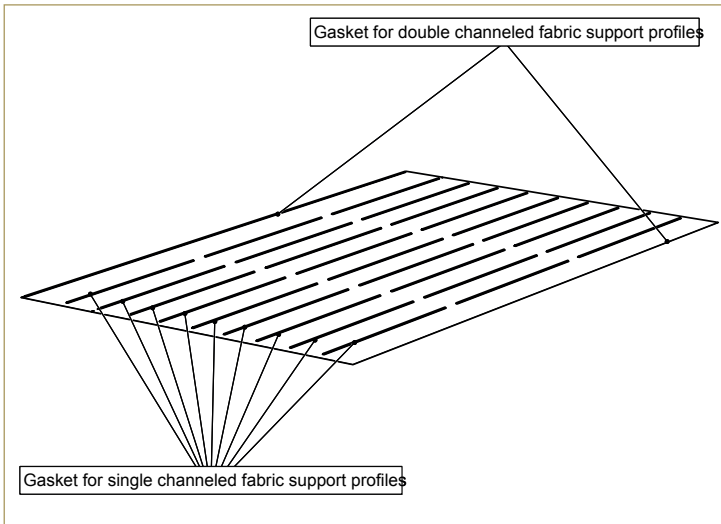 Gasket for double channeled fabric support profiles
Gasket for single channeled fabric support profiles